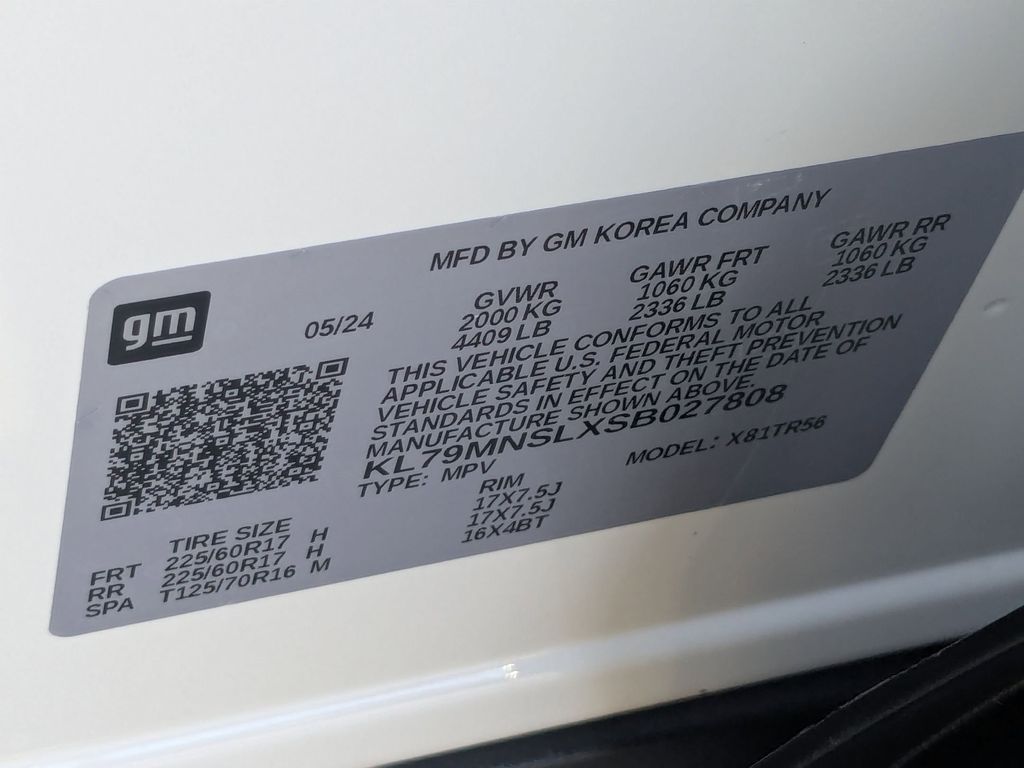 MFD BY GM KOREA COMPANY
gm
05/24
GVWR GAWR FRT GAWR RR
2000 KG 1060 KG 1060 KG
4409 LB 2336 LB 2336 LB
THIS VEHICLE CONFORMS TO ALL
APPLICABLE U.S. FEDERAL MOTOR
VEHICLE SAFETY AND THEFT PREVENTION
STANDARDS IN EFFECT ON THE DATE OF
MANUFACTURE SHOWN ABOVE.
KL79MNSLXSB027808
TYPE: MPV MODEL: X81TR56
TIRE SIZE RIM
FRT 225/60R17 H 17X7.5J
RR 225/60R17 H 17X7.5J
SPA T125/70R16 M 16X4BT